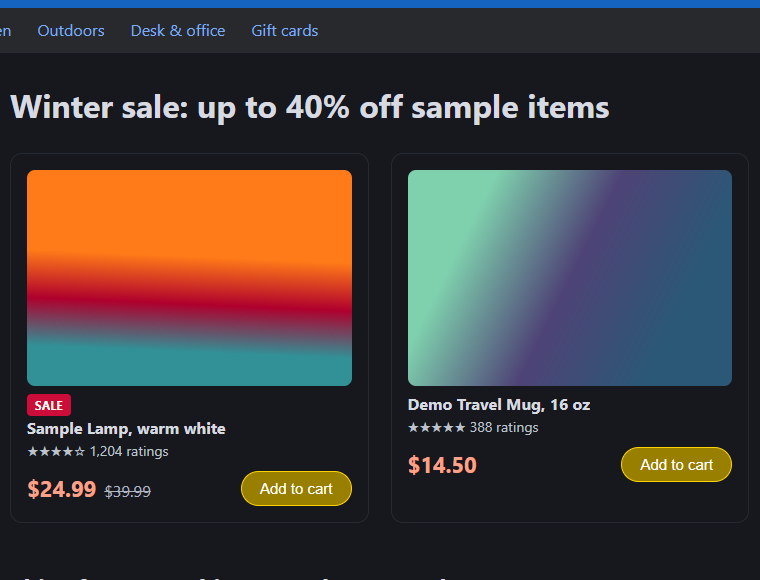 Outdoors Desk & office Gift cards
Winter sale: up to 40% off sample items
SALE
Sample Lamp, warm white
★★★★☆ 1,204 ratings
$24.99 $39.99 Add to cart
Demo Travel Mug, 16 oz
★★★★★ 388 ratings
$14.50 Add to cart